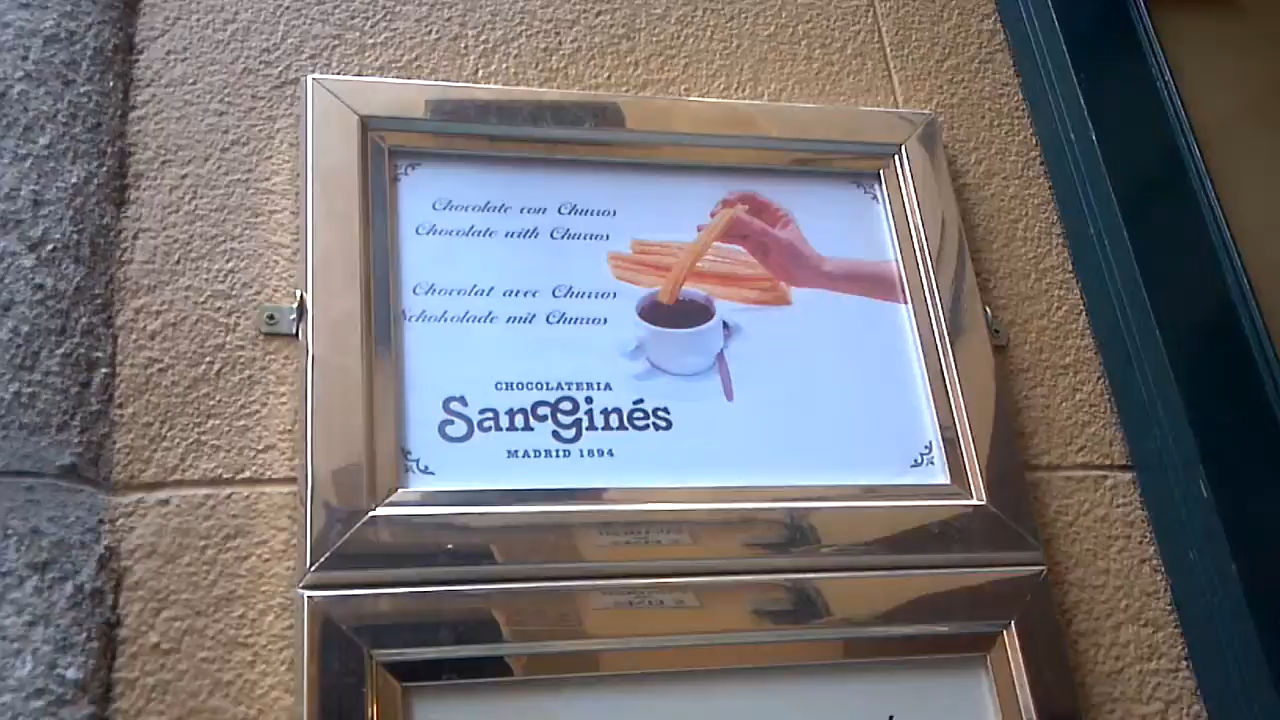 Chocolate con Churros
Chocolate with Churros
Chocolat avec Churros
Schokolade mit Churros
CHOCOLATERIA
SanGinés
MADRID 1894